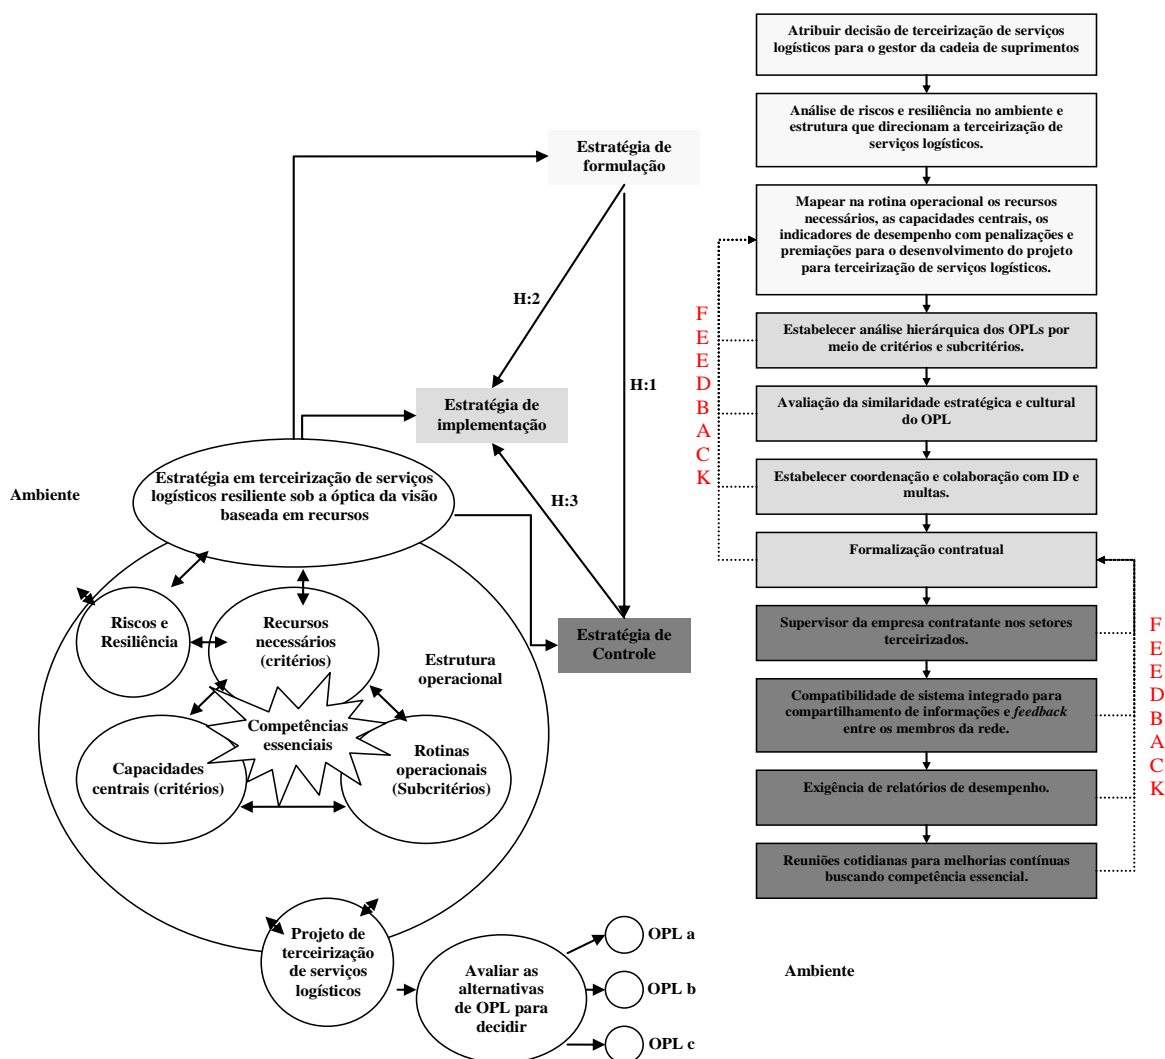 Estratégia de
formulação
H:2
H:1
Estratégia de
implementação
H:3
Ambiente
Estratégia em terceirização de serviços
logísticos resiliente sob a óptica da visão
baseada em recursos
Estratégia de
Controle
Riscos e
Resiliência
Recursos
necessários
(critérios)
Estrutura
operacional
Competências
essenciais
Capacidades
centrais (critérios)
Rotinas
operacionais
(Subcritérios)
Projeto de
terceirização
de serviços
logísticos
Avaliar as
alternativas
de OPL para
decidir
OPL a
OPL b
OPL c
Atribuir decisão de terceirização de serviços
logísticos para o gestor da cadeia de suprimentos
Análise de riscos e resiliência no ambiente e
estrutura que direcionam a terceirização de
serviços logísticos.
Mapear na rotina operacional os recursos
necessários, as capacidades centrais, os
indicadores de desempenho com penalizações e
premiações para o desenvolvimento do projeto
para terceirização de serviços logísticos.
Estabelecer análise hierárquica dos OPLs por
meio de critérios e subcritérios.
Avaliação da similaridade estratégica e cultural
do OPL
Estabelecer coordenação e colaboração com ID e
multas.
Formalização contratual
Supervisor da empresa contratante nos setores
terceirizados.
Compatibilidade de sistema integrado para
compartilhamento de informações e feedback
entre os membros da rede.
Exigência de relatórios de desempenho.
Reuniões cotidianas para melhorias contínuas
buscando competência essencial.
F
E
E
D
B
A
C
K
F
E
E
D
B
A
C
K
Ambiente